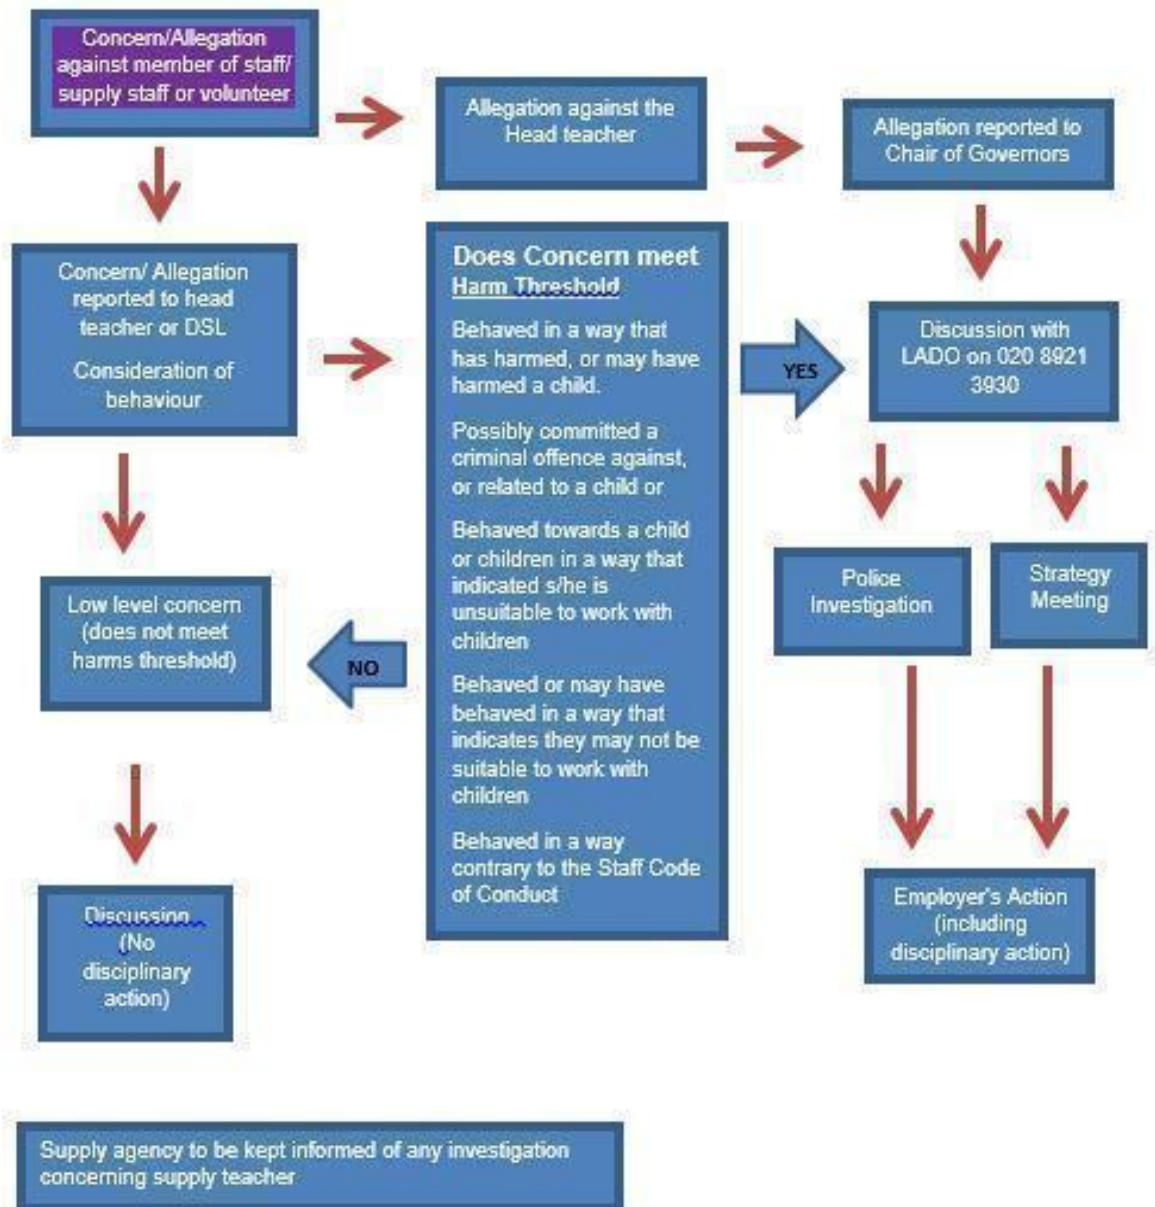 Concern/Allegation
against member of staff/
supply staff or volunteer
Allegation against the
Head teacher
Allegation reported to
Chair of Governors
Concern/ Allegation
reported to head
teacher or DSL
Consideration of
behaviour
Does Concern meet
Harm Threshold
Behaved in a way that
has harmed, or may have
harmed a child.
Possibly committed a
criminal offence against,
or related to a child or
Behaved towards a child
or children in a way that
indicated s/he is
unsuitable to work with
children
Behaved or may have
behaved in a way that
indicates they may not be
suitable to work with
children
Behaved in a way
contrary to the Staff Code
of Conduct
YES
Discussion with
LADO on 020 8921
3930
Police
Investigation
Strategy
Meeting
NO
Low level concern
(does not meet
harms threshold)
Discussion
(No
disciplinary
action)
Employer's Action
(including
disciplinary action)
Supply agency to be kept informed of any investigation
concerning supply teacher